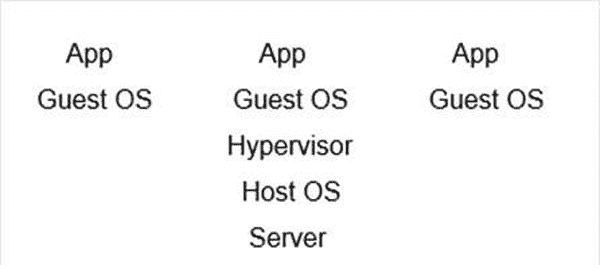 App App App
Guest OS Guest OS Guest OS
Hypervisor
Host OS
Server